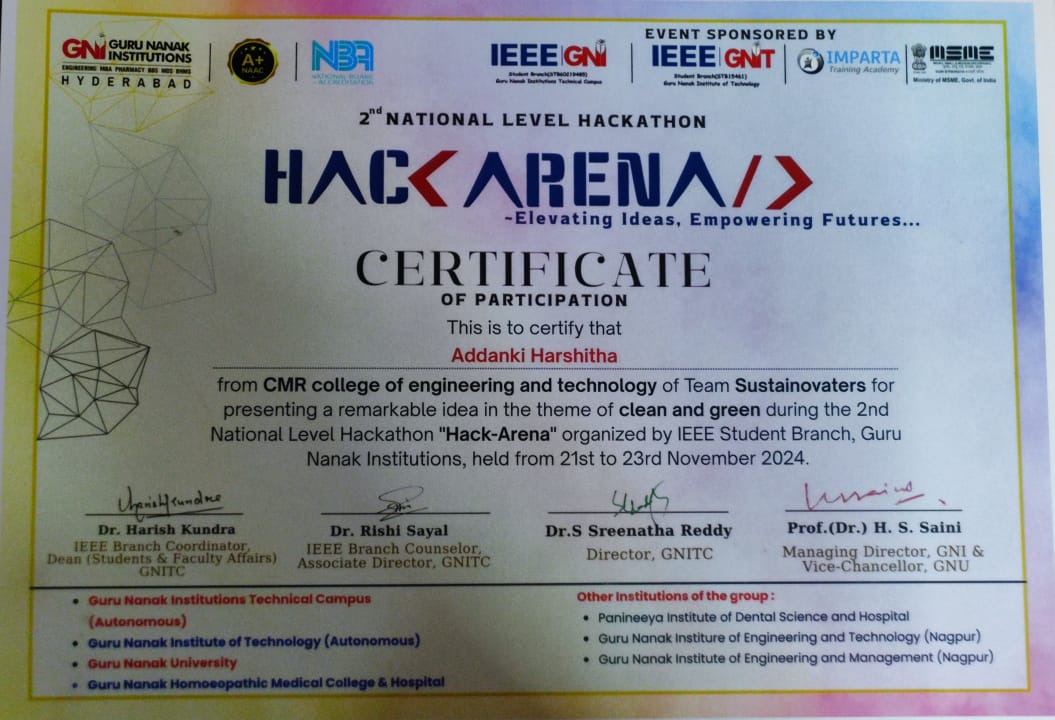 GNI GURU NANAK INSTITUTIONS
ENGINEERING MBA PHARMACY BDS MDS BHMS
HYDERABAD
A+
NAAC
NBA
NATIONAL BOARD
of ACCREDITATION
IEEE GNI
Student Branch(STB60219485)
Guru Nanak Institutions Technical Campus
EVENT SPONSORED BY
IEEE GNIT
Student Branch(STB15461)
Guru Nanak Institute of Technology
IMPARTA
Training Academy
MSME
Ministry of MSME, Govt. of India
2nd NATIONAL LEVEL HACKATHON
HACK ARENA/>
~Elevating Ideas, Empowering Futures...
CERTIFICATE
OF PARTICIPATION
This is to certify that
Addanki Harshitha
from CMR college of engineering and technology of Team Sustainovaters for
presenting a remarkable idea in the theme of clean and green during the 2nd
National Level Hackathon "Hack-Arena" organized by IEEE Student Branch, Guru
Nanak Institutions, held from 21st to 23rd November 2024.
Dr. Harish Kundra
IEEE Branch Coordinator,
Dean (Students & Faculty Affairs)
GNITC
Dr. Rishi Sayal
IEEE Branch Counselor,
Associate Director, GNITC
Dr.S Sreenatha Reddy
Director, GNITC
Prof.(Dr.) H. S. Saini
Managing Director, GNI &
Vice-Chancellor, GNU
• Guru Nanak Institutions Technical Campus
(Autonomous)
• Guru Nanak Institute of Technology (Autonomous)
• Guru Nanak University
• Guru Nanak Homoeopathic Medical College & Hospital
Other Institutions of the group :
• Panineeya Institute of Dental Science and Hospital
• Guru Nanak Institure of Engineering and Technology (Nagpur)
• Guru Nanak Institute of Engineering and Management (Nagpur)